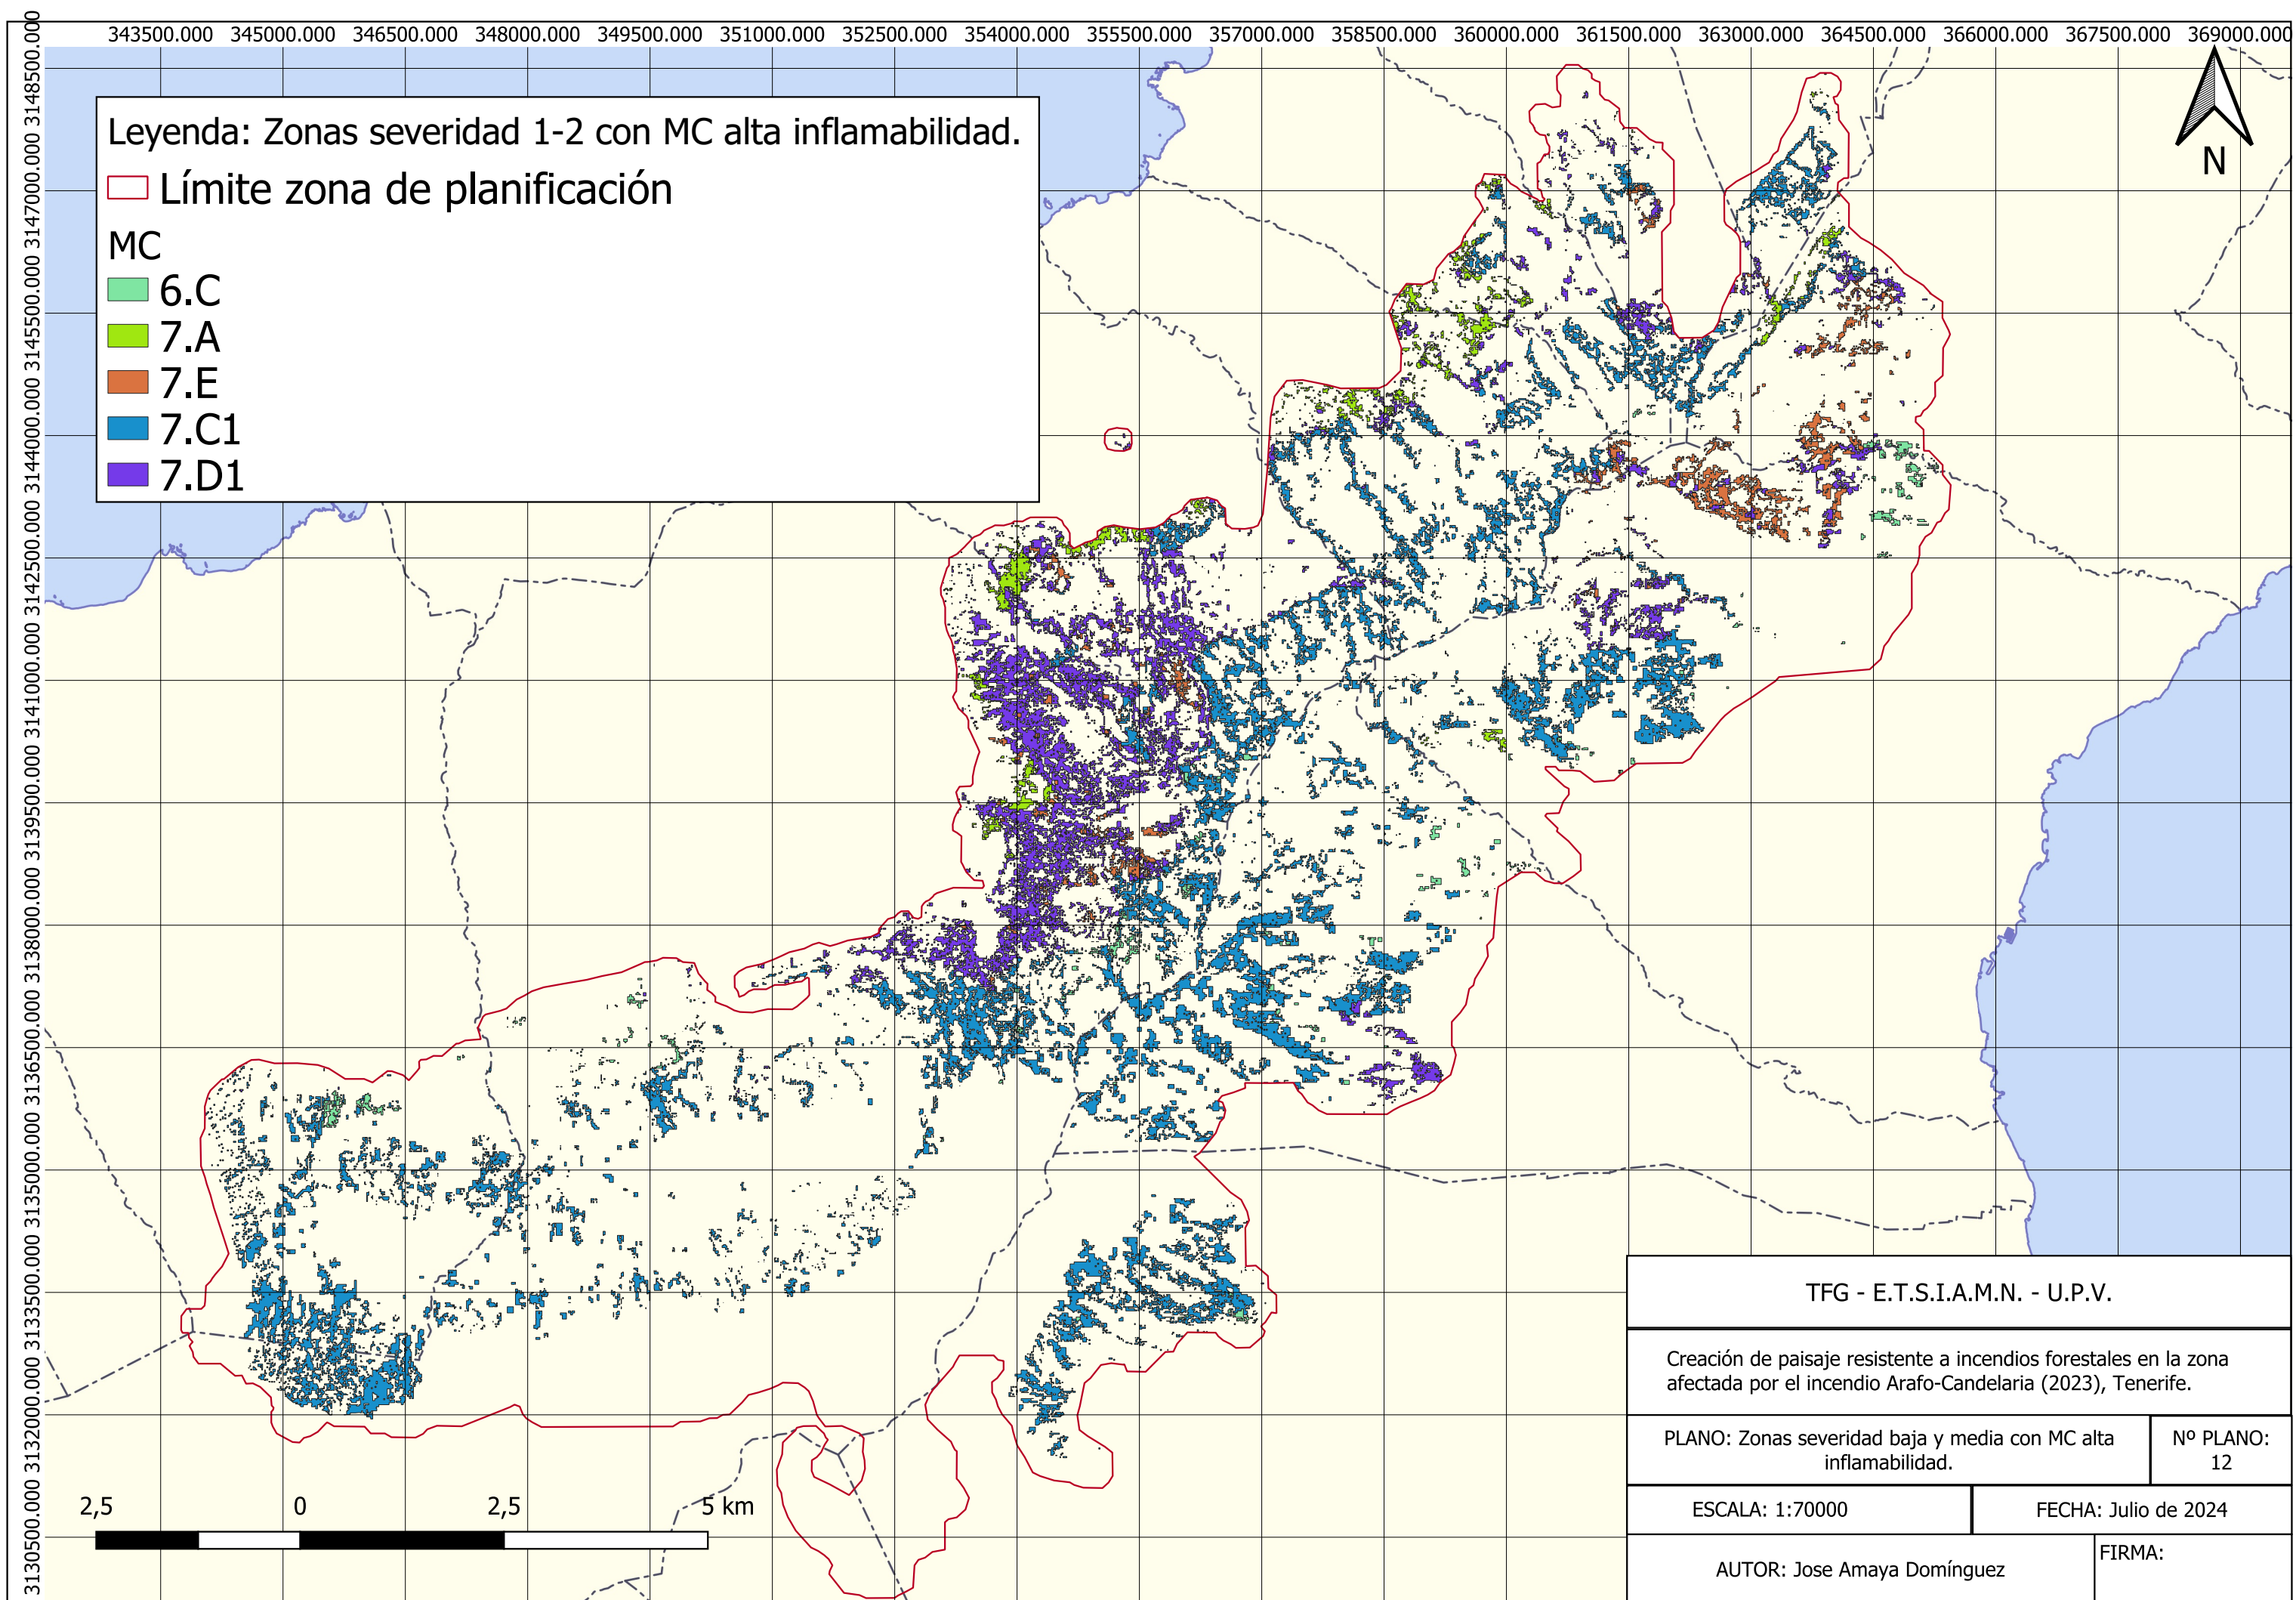 343500.000 345000.000 346500.000 348000.000 349500.000 351000.000 352500.000 354000.000 355500.000 357000.000 358500.000 360000.000 361500.000 363000.000 364500.000 366000.000 367500.000 369000.000
3130500.000 3132000.000 3133500.000 3135000.000 3136500.000 3138000.000 3139500.000 3141000.000 3142500.000 3144000.000 3145500.000 3147000.000 3148500.000
Leyenda: Zonas severidad 1-2 con MC alta inflamabilidad.
Límite zona de planificación
MC
6.C
7.A
7.E
7.C1
7.D1
N
2,5 0 2,5 5 km
TFG - E.T.S.I.A.M.N. - U.P.V.
Creación de paisaje resistente a incendios forestales en la zona
afectada por el incendio Arafo-Candelaria (2023), Tenerife.
PLANO: Zonas severidad baja y media con MC alta
inflamabilidad.
Nº PLANO:
12
ESCALA: 1:70000
FECHA: Julio de 2024
AUTOR: Jose Amaya Domínguez
FIRMA: